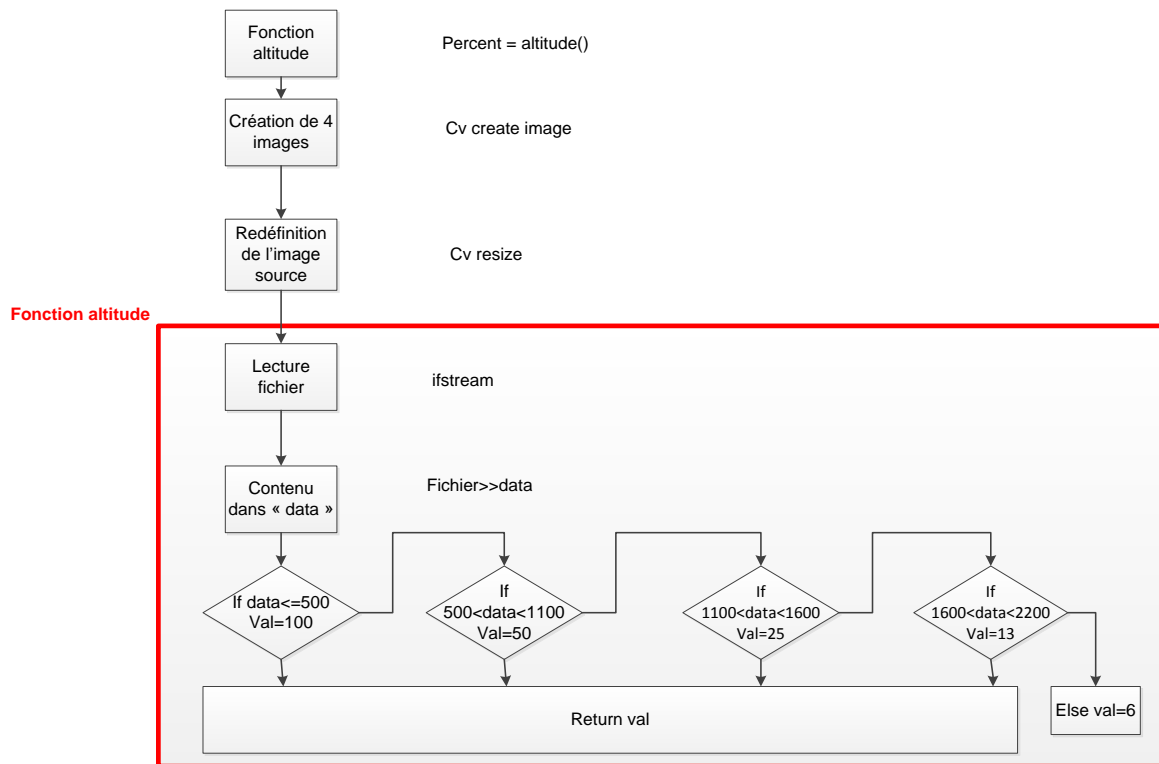 Fonction
altitude
Percent = altitude()
Création de 4
images
Cv create image
Redéfinition
de l'image
source
Cv resize
Fonction altitude
Lecture
fichier
ifstream
Contenu
dans « data »
Fichier>>data
If data<=500
Val=100
If
500<data<1100
Val=50
If
1100<data<1600
Val=25
If
1600<data<2200
Val=13
Return val
Else val=6